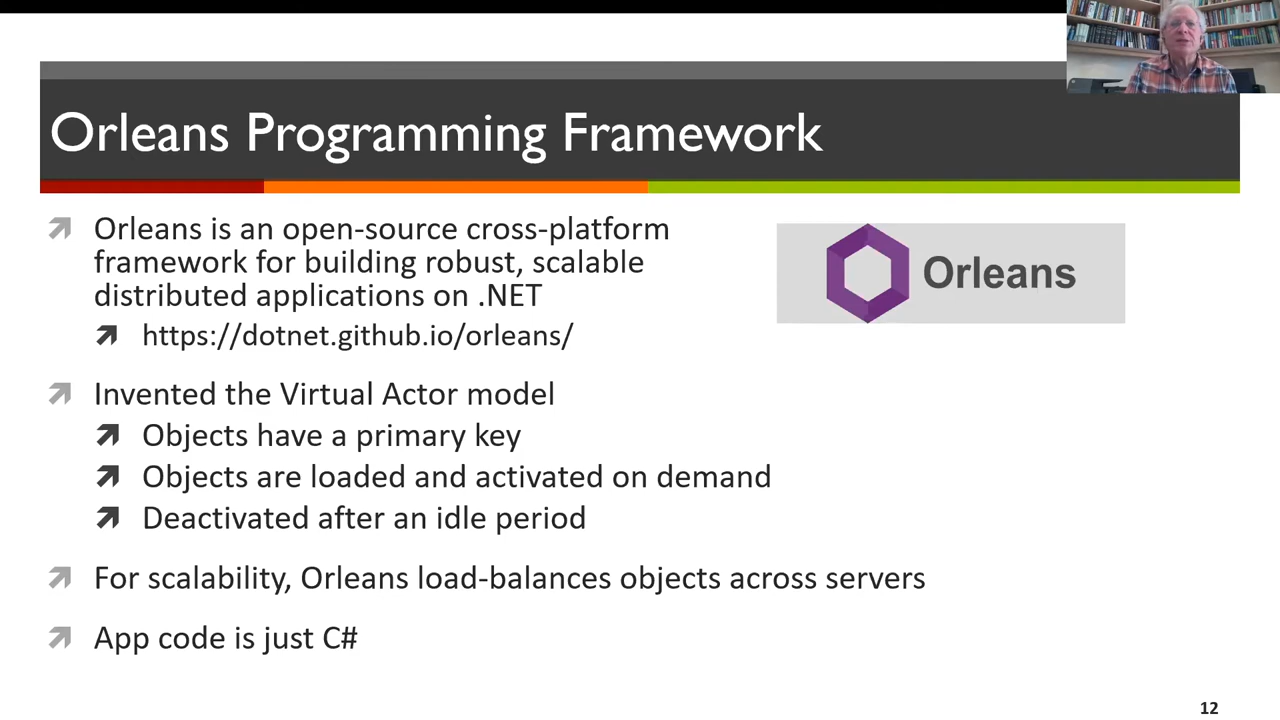 Orleans Programming Framework
Orleans is an open-source cross-platform
framework for building robust, scalable
distributed applications on .NET
https://dotnet.github.io/orleans/
Orleans
Invented the Virtual Actor model
Objects have a primary key
Objects are loaded and activated on demand
Deactivated after an idle period
For scalability, Orleans load-balances objects across servers
App code is just C#
12